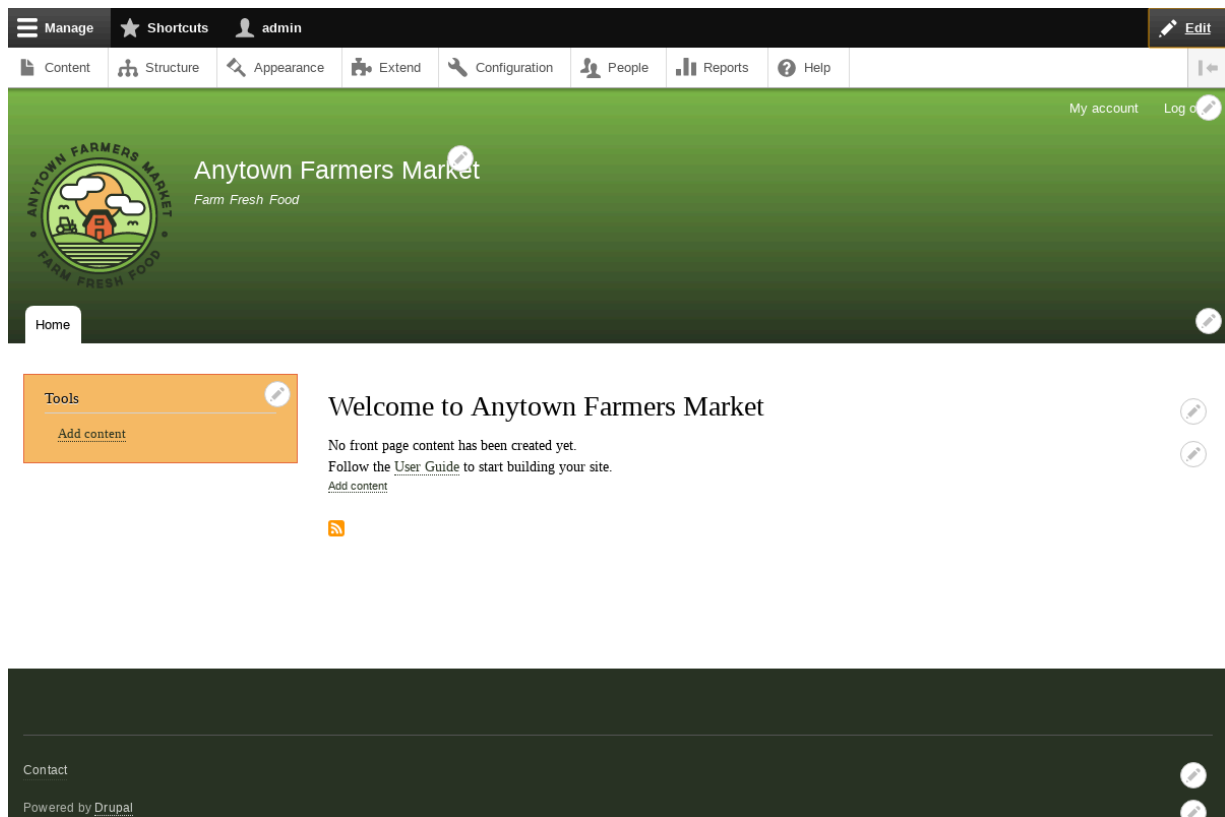 Manage Shortcuts admin Edit
Content Structure Appearance Extend Configuration People Reports Help
My account Log o
ANYTOWN FARMERS MARKET
FARM FRESH FOOD
Anytown Farmers Market
Farm Fresh Food
Home
Tools
Add content
Welcome to Anytown Farmers Market
No front page content has been created yet.
Follow the User Guide to start building your site.
Add content
Contact
Powered by Drupal